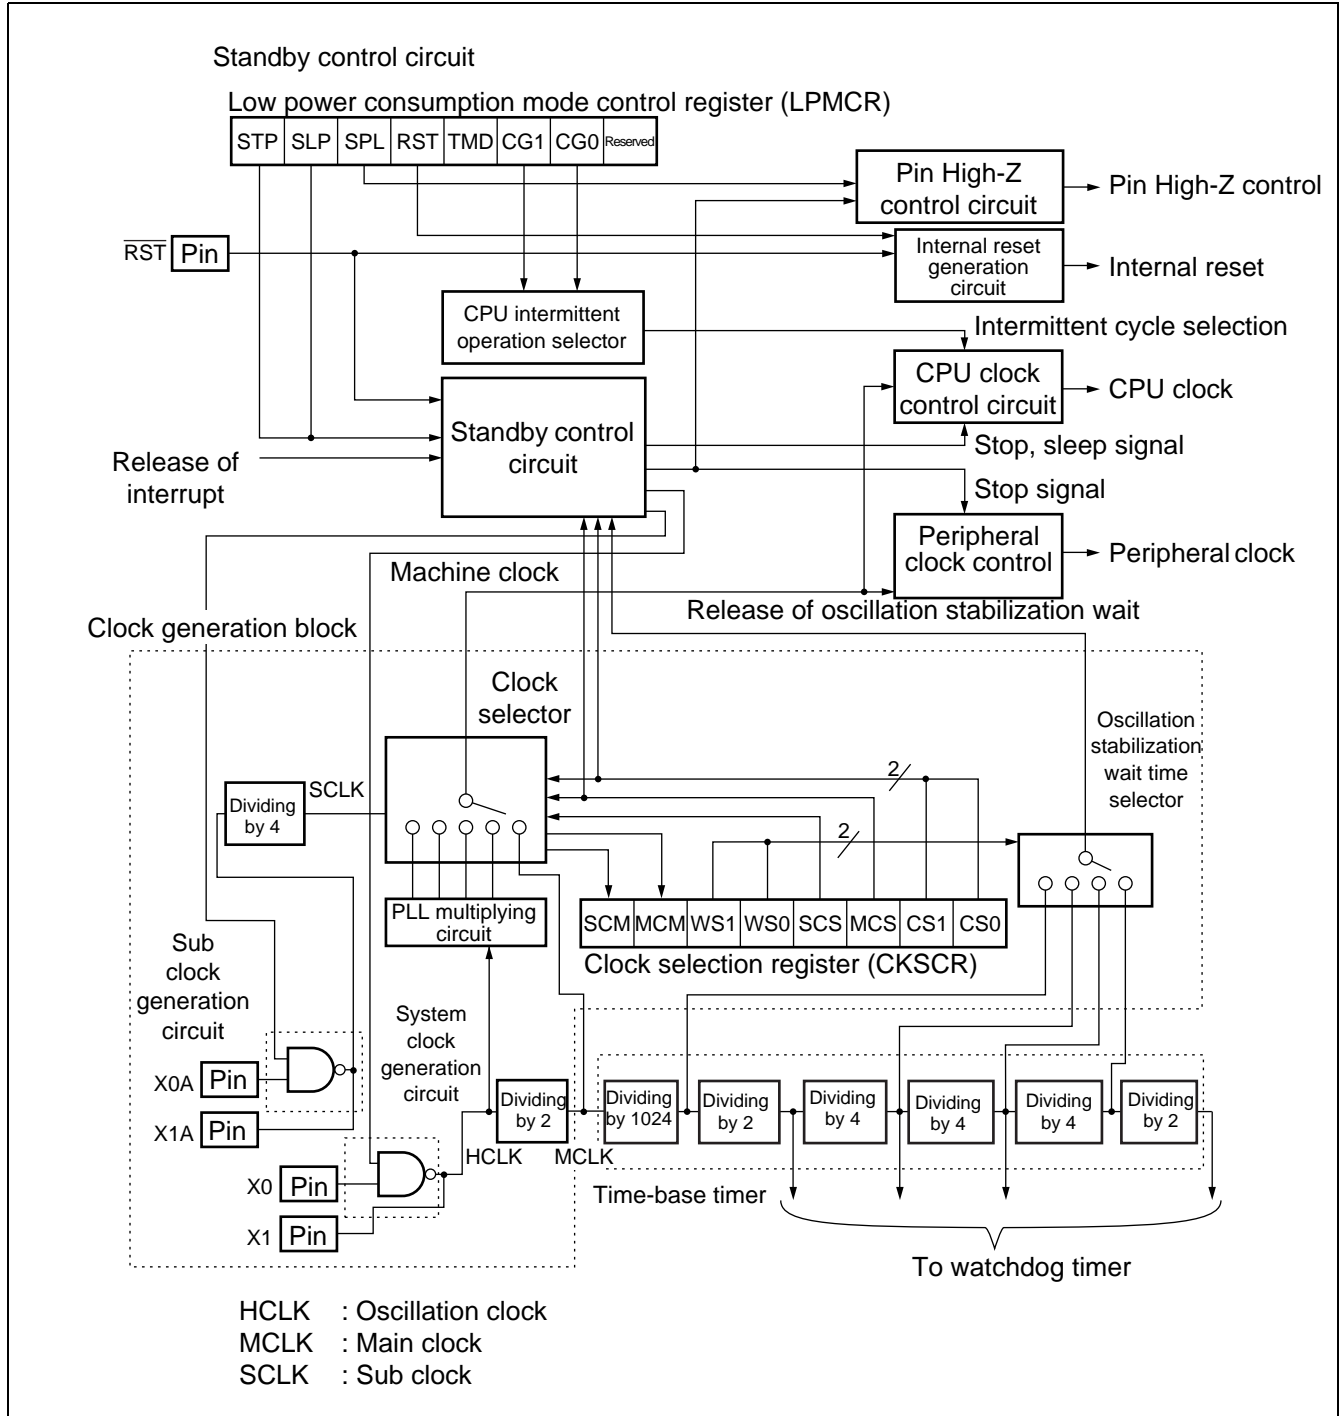 Standby control circuit
Low power consumption mode control register (LPMCR)
STP SLP SPL RST TMD CG1 CG0 Reserved
Pin High-Z
control circuit
Pin High-Z control
RST Pin
Internal reset
generation
circuit
Internal reset
CPU intermittent
operation selector
Intermittent cycle selection
CPU clock
control circuit
CPU clock
Standby control
circuit
Stop, sleep signal
Release of
interrupt
Stop signal
Peripheral
clock control
Peripheral clock
Machine clock
Release of oscillation stabilization wait
Clock generation block
Clock
selector
Oscillation
stabilization
wait time
selector
2
SCLK
Dividing
by 4
2
PLL multiplying
circuit
SCM MCM WS1 WS0 SCS MCS CS1 CS0
Clock selection register (CKSCR)
Sub
clock
generation
circuit
System
clock
generation
circuit
X0A Pin
X1A Pin
Dividing
by 2
Dividing
by 1024
Dividing
by 2
Dividing
by 4
Dividing
by 4
Dividing
by 4
Dividing
by 2
HCLK
MCLK
X0 Pin
X1 Pin
Time-base timer
To watchdog timer
HCLK : Oscillation clock
MCLK : Main clock
SCLK : Sub clock